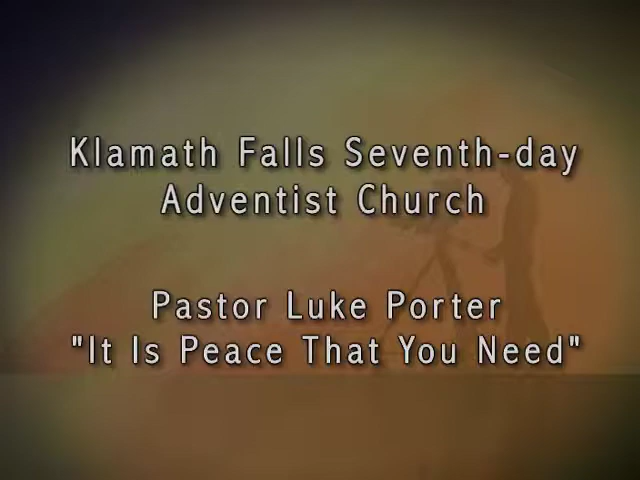 Klamath Falls Seventh-day
Adventist Church
Pastor Luke Porter
"It Is Peace That You Need"